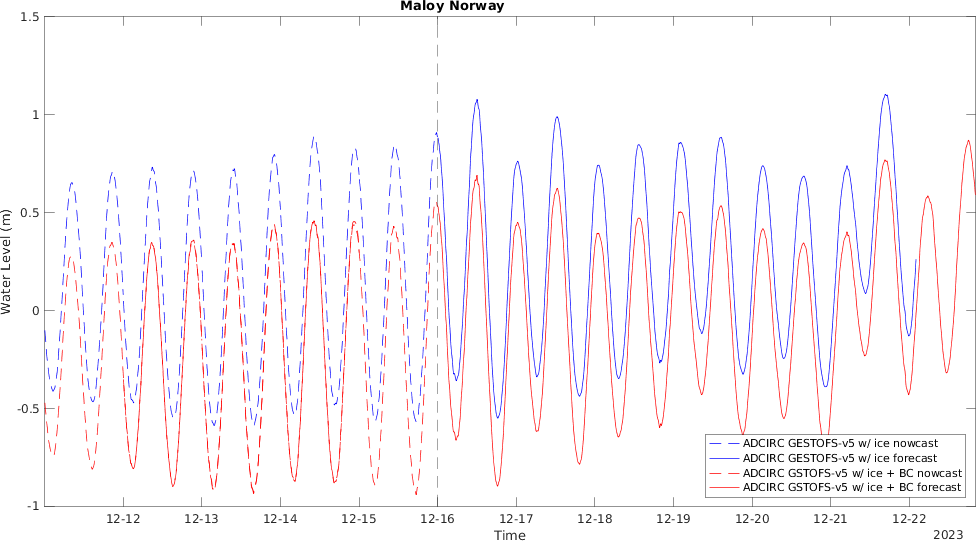 Maloy Norway
1.5
1
0.5
0
-0.5
-1
Water Level (m)
12-12 12-13 12-14 12-15 12-16 12-17 12-18 12-19 12-20 12-21 12-22
Time
2023
ADCIRC GESTOFS-v5 w/ ice nowcast
ADCIRC GESTOFS-v5 w/ ice forecast
ADCIRC GSTOFS-v5 w/ ice + BC nowcast
ADCIRC GSTOFS-v5 w/ ice + BC forecast